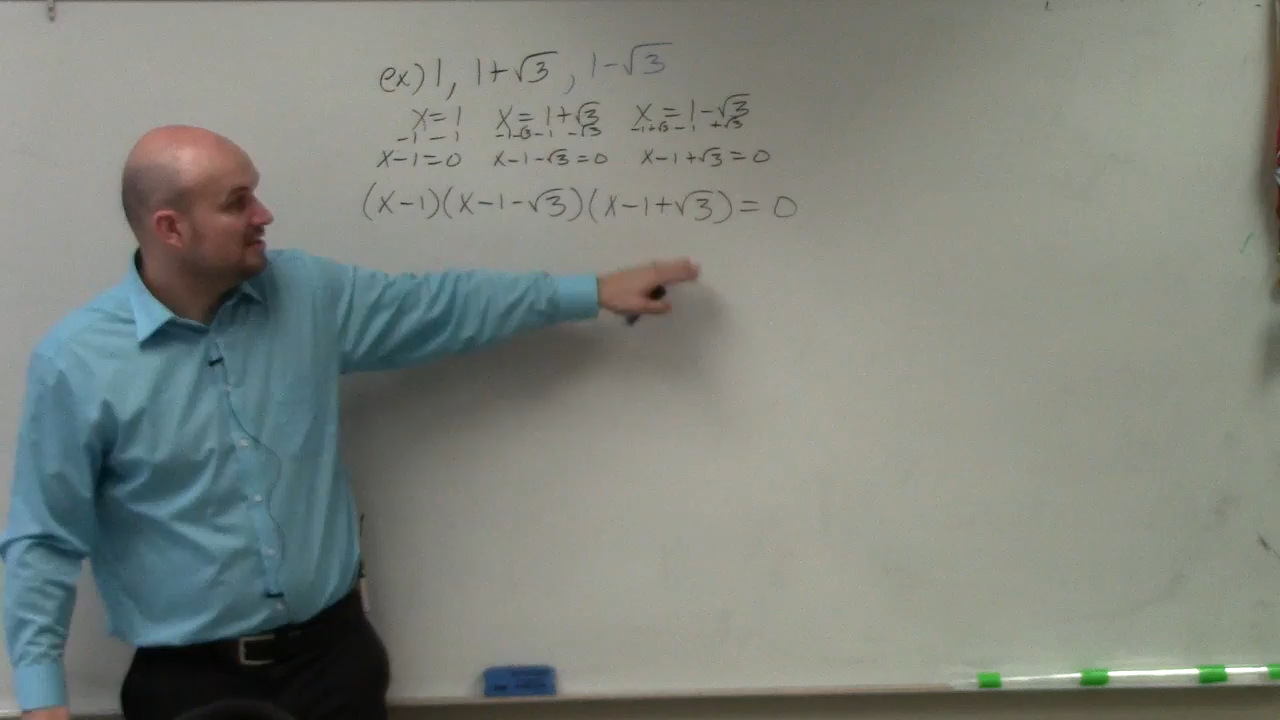 ex) 1, 1+√3, 1-√3
x=1 x=1+√3 x=1-√3
-1 -1 -1-√3 -1 -√3 -1+√3 -1 +√3
x-1=0 x-1-√3=0 x-1+√3=0
(x-1)(x-1-√3)(x-1+√3)=0